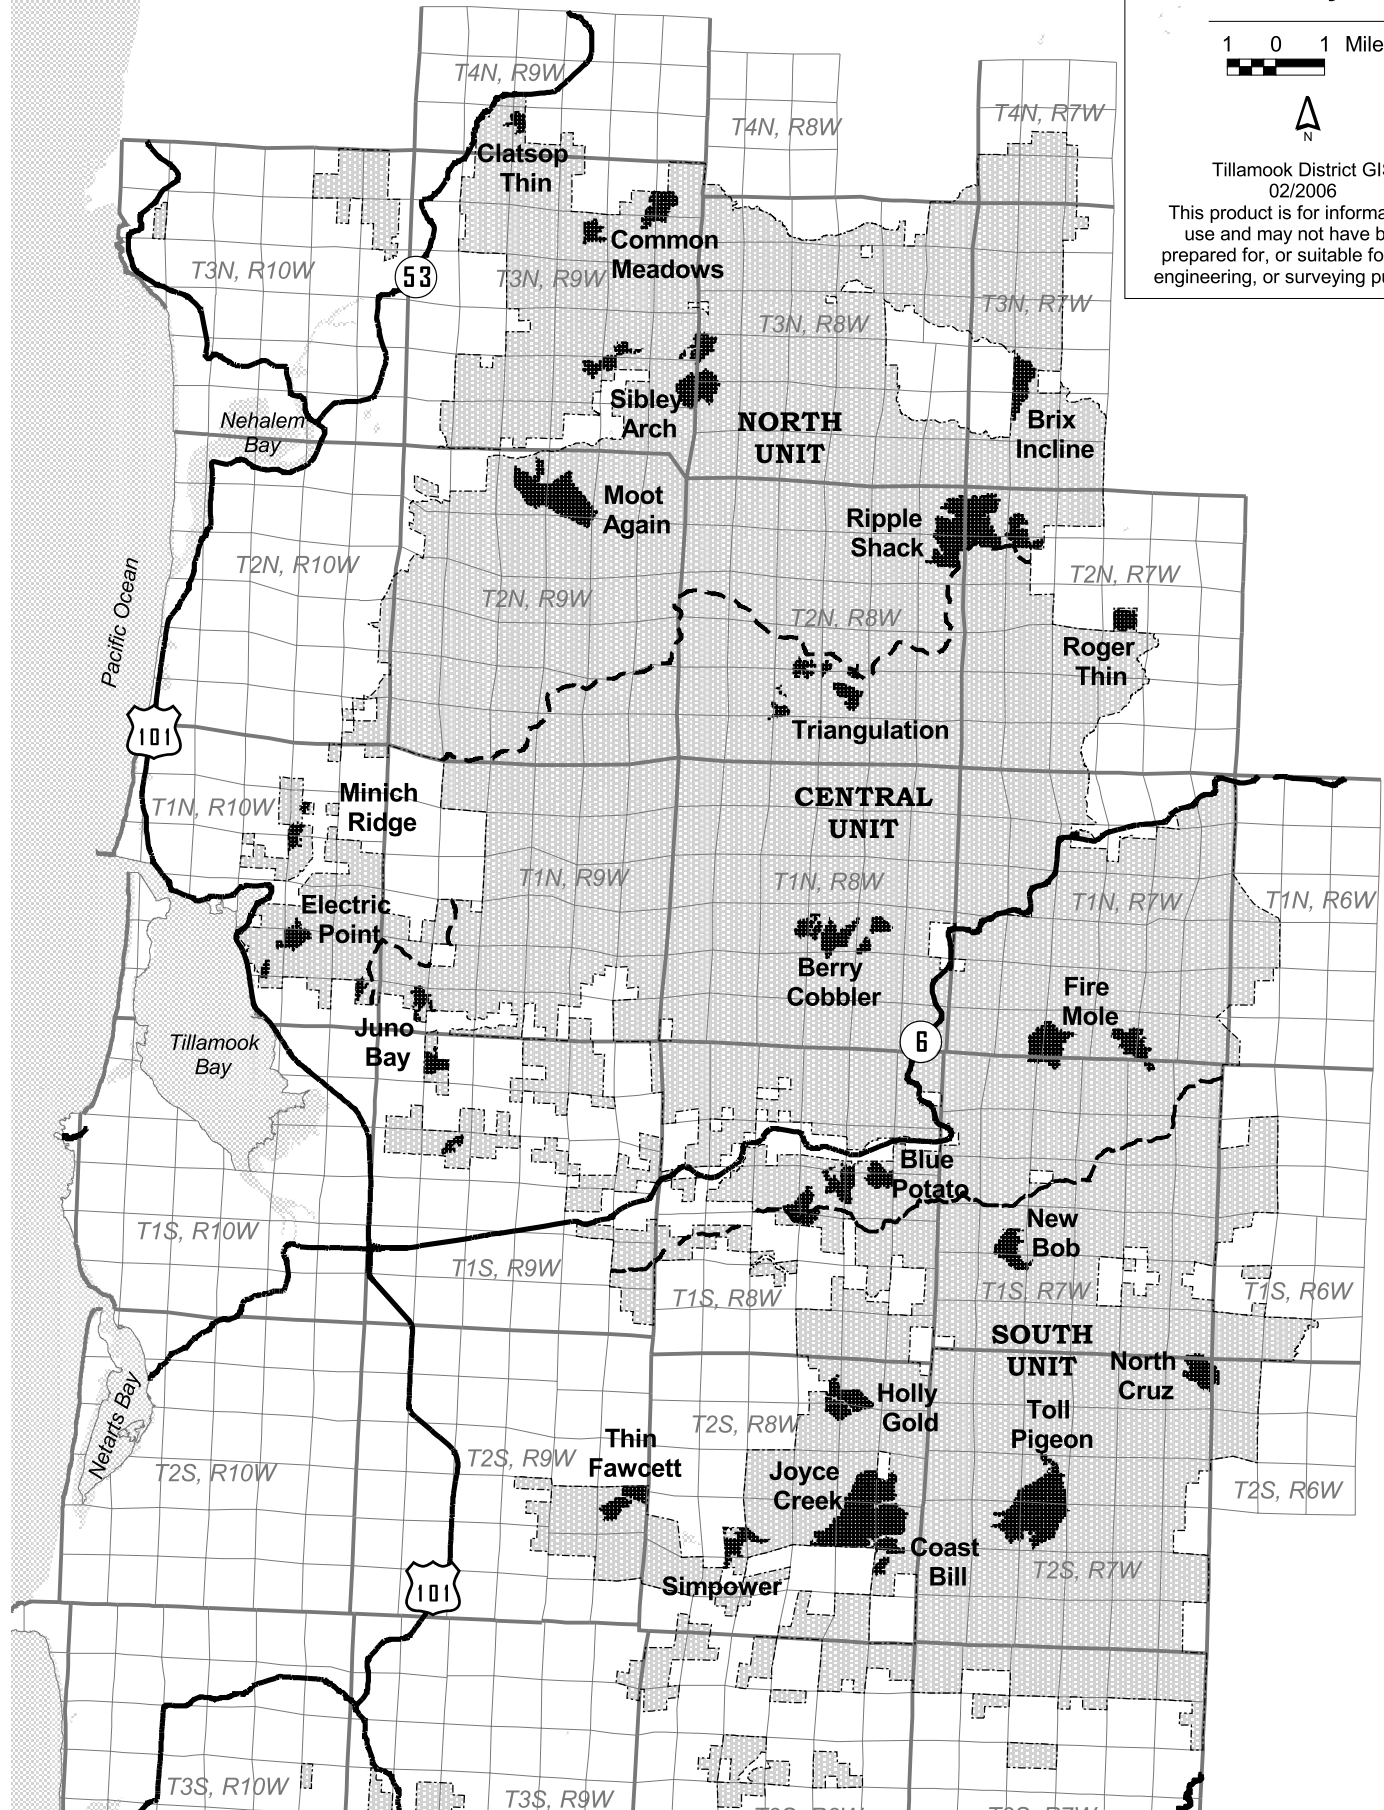 1 0 1 Mile
N
Tillamook District GIS
02/2006
This product is for informa
use and may not have b
prepared for, or suitable fo
engineering, or surveying pu
T4N, R9W
T4N, R8W
T4N, R7W
Clatsop
Thin
Common
Meadows
T3N, R10W
53
T3N, R9W
T3N, R8W
T3N, R7W
Sibley
Arch
NORTH
UNIT
Brix
Incline
Nehalem
Bay
Moot
Again
Ripple
Shack
Pacific Ocean
T2N, R10W
T2N, R9W
T2N, R8W
T2N, R7W
Roger
Thin
Triangulation
101
Minich
Ridge
T1N, R10W
CENTRAL
UNIT
T1N, R9W
T1N, R8W
T1N, R7W
T1N, R6W
Electric
Point
Berry
Cobbler
Fire
Mole
Juno
Bay
Tillamook
Bay
6
Blue
Potato
New
Bob
T1S, R10W
T1S, R9W
T1S, R8W
T1S, R7W
T1S, R6W
SOUTH
UNIT
North
Cruz
Holly
Gold
Toll
Pigeon
Netarts Bay
Thin
Fawcett
T2S, R10W
T2S, R9W
T2S, R8W
Joyce
Creek
T2S, R6W
Coast
Bill
T2S, R7W
Simpower
101
T3S, R10W
T3S, R9W